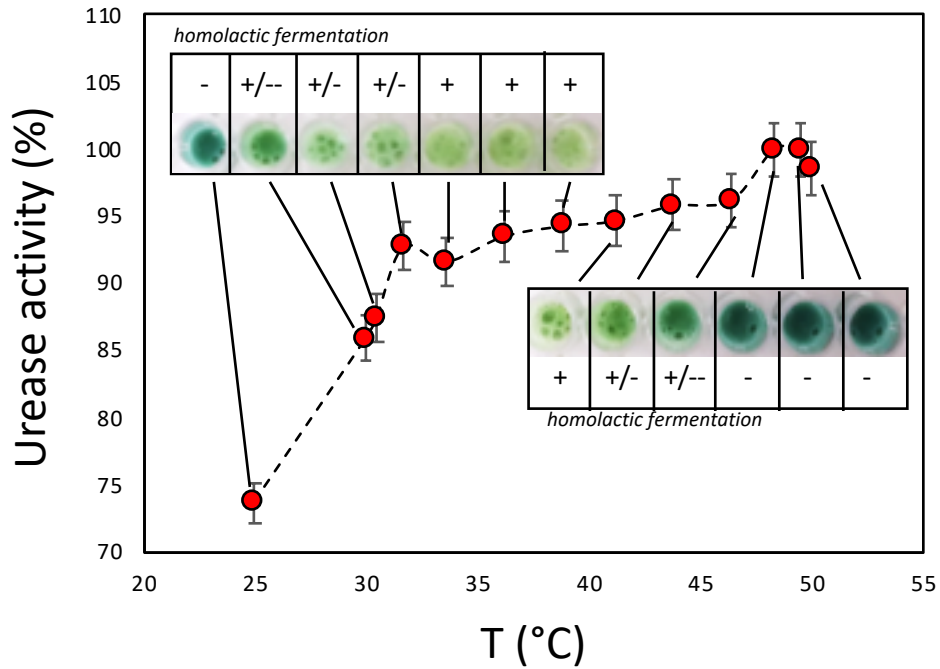 110
homolactic fermentation
- +/-- +/- +/- + + +
105
100
95
90
85
80
75
70
Urease activity (%)
+ +/- +/-- - - -
homolactic fermentation
20 25 30 35 40 45 50 55
T (°C)